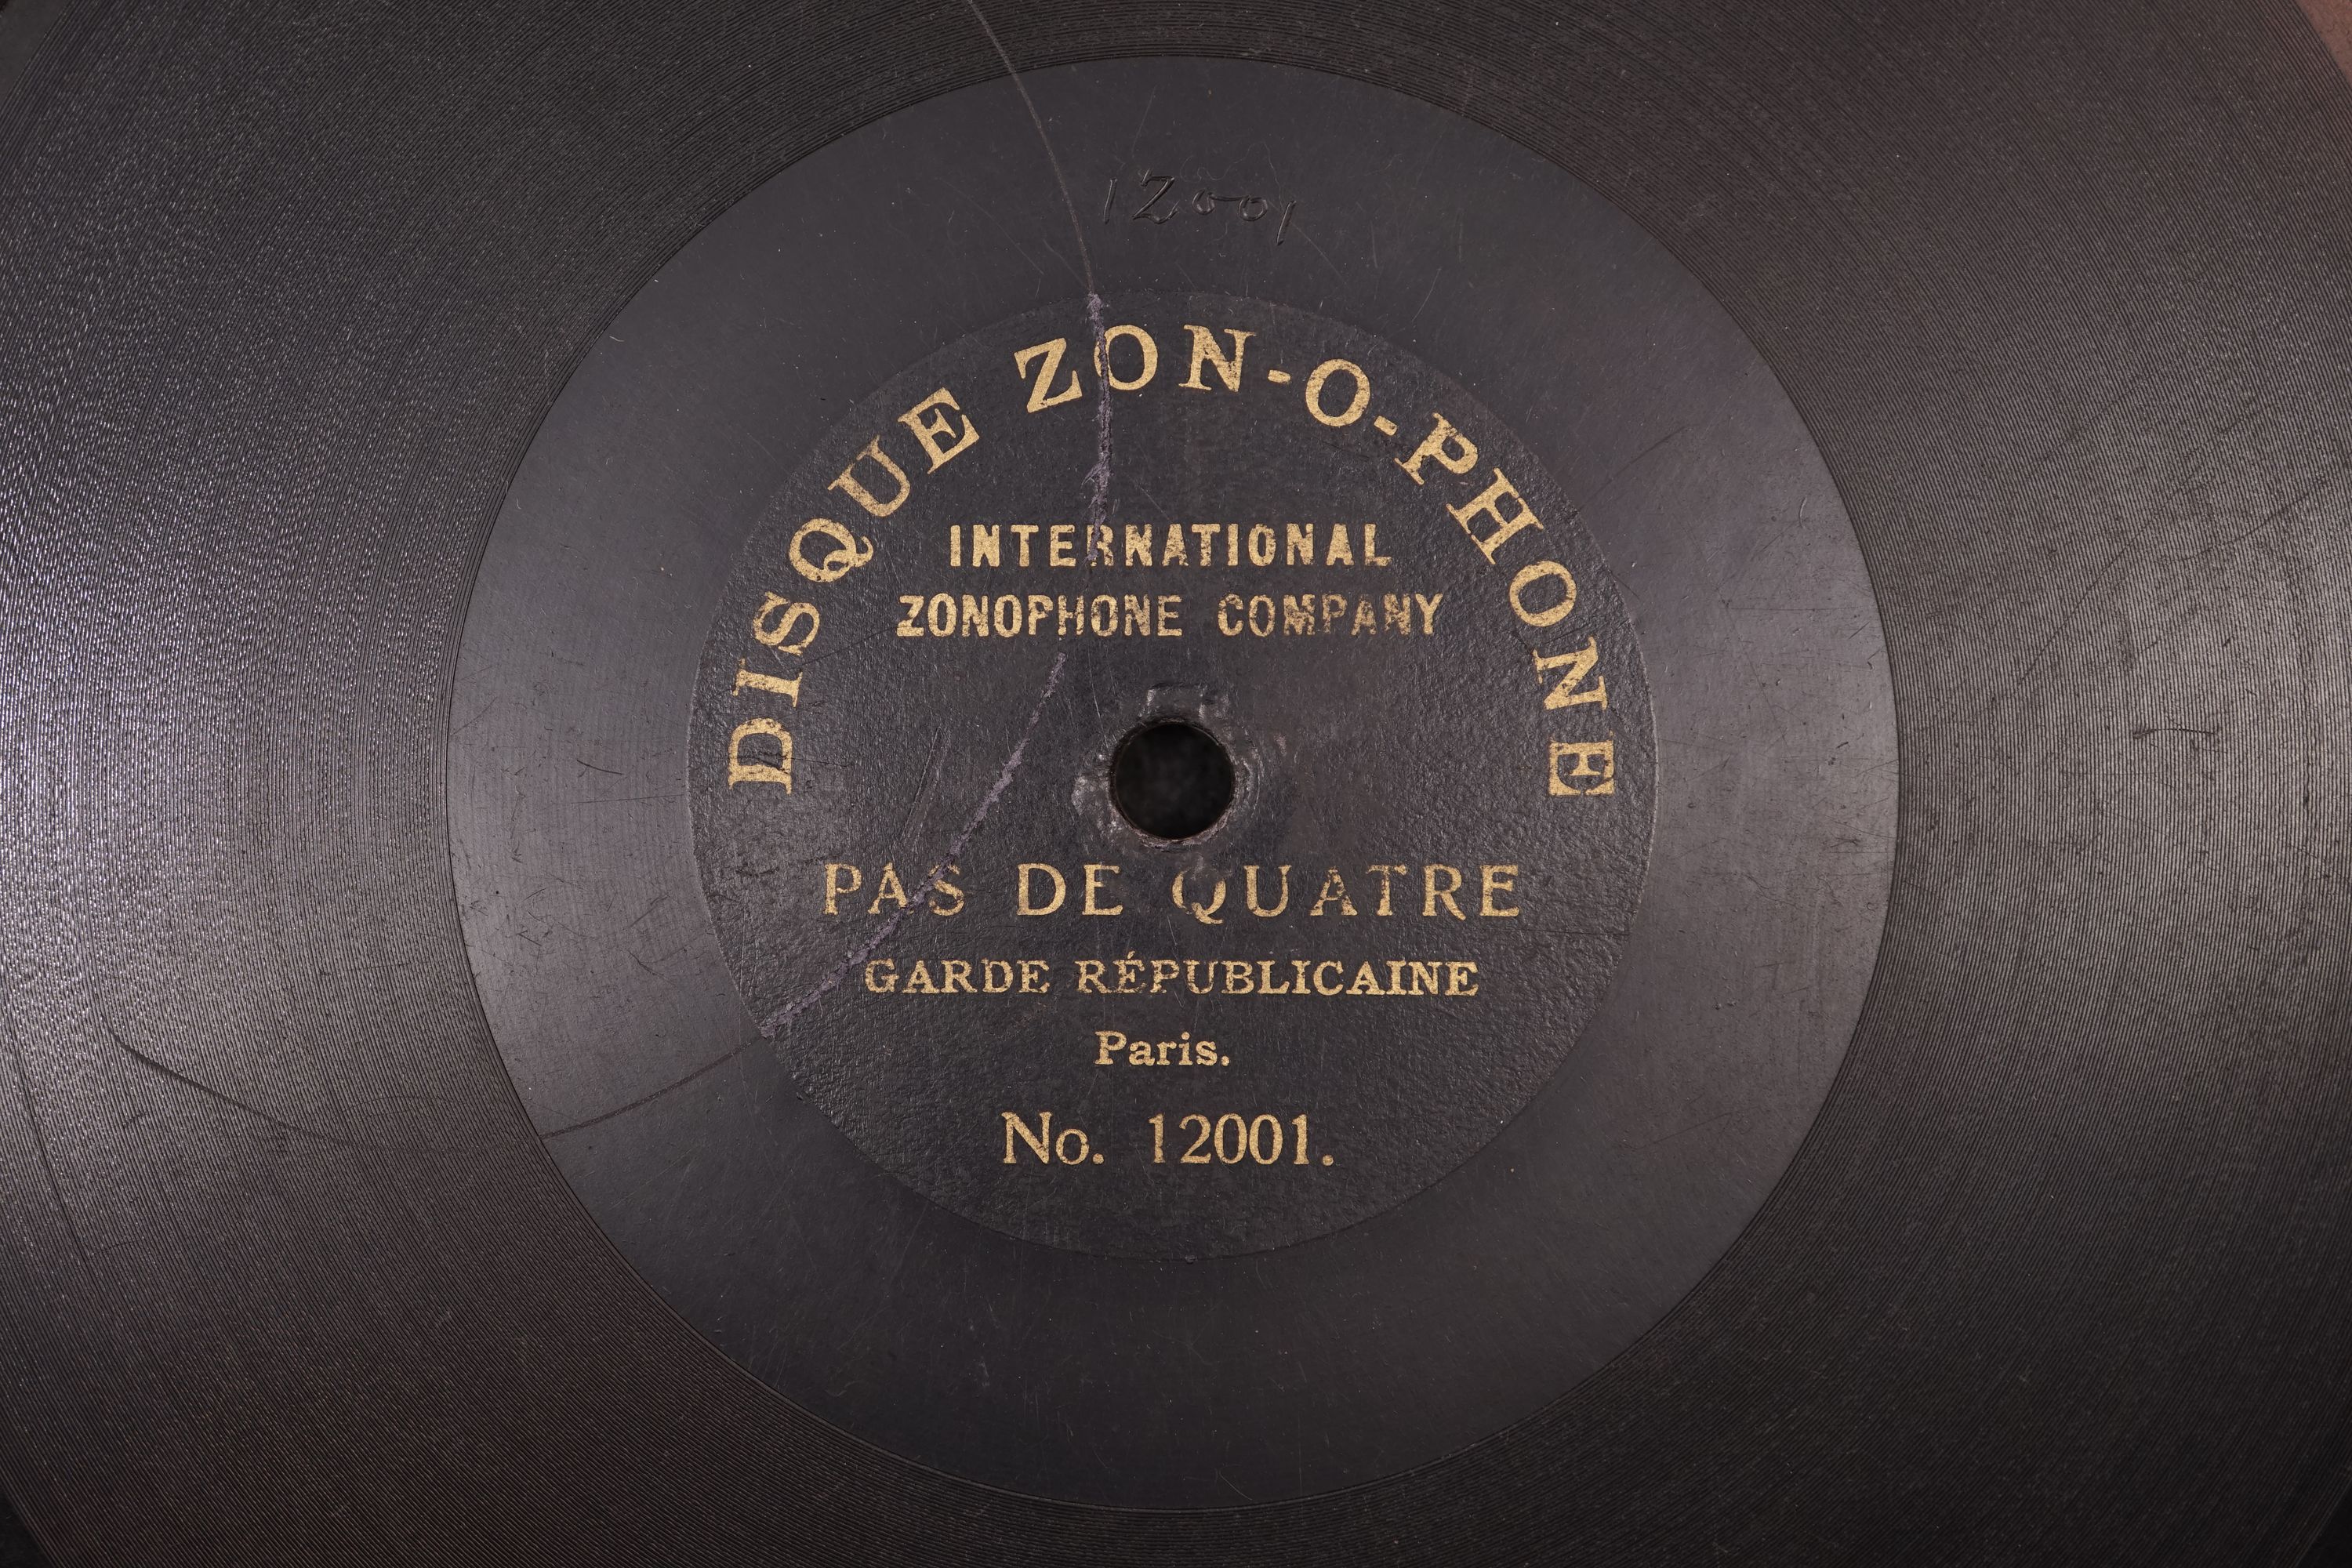 12001
DISQUE ZON-O-PHONE
INTERNATIONAL
ZONOPHONE COMPANY
PAS DE QUATRE
GARDE RÉPUBLICAINE
Paris.
No. 12001.